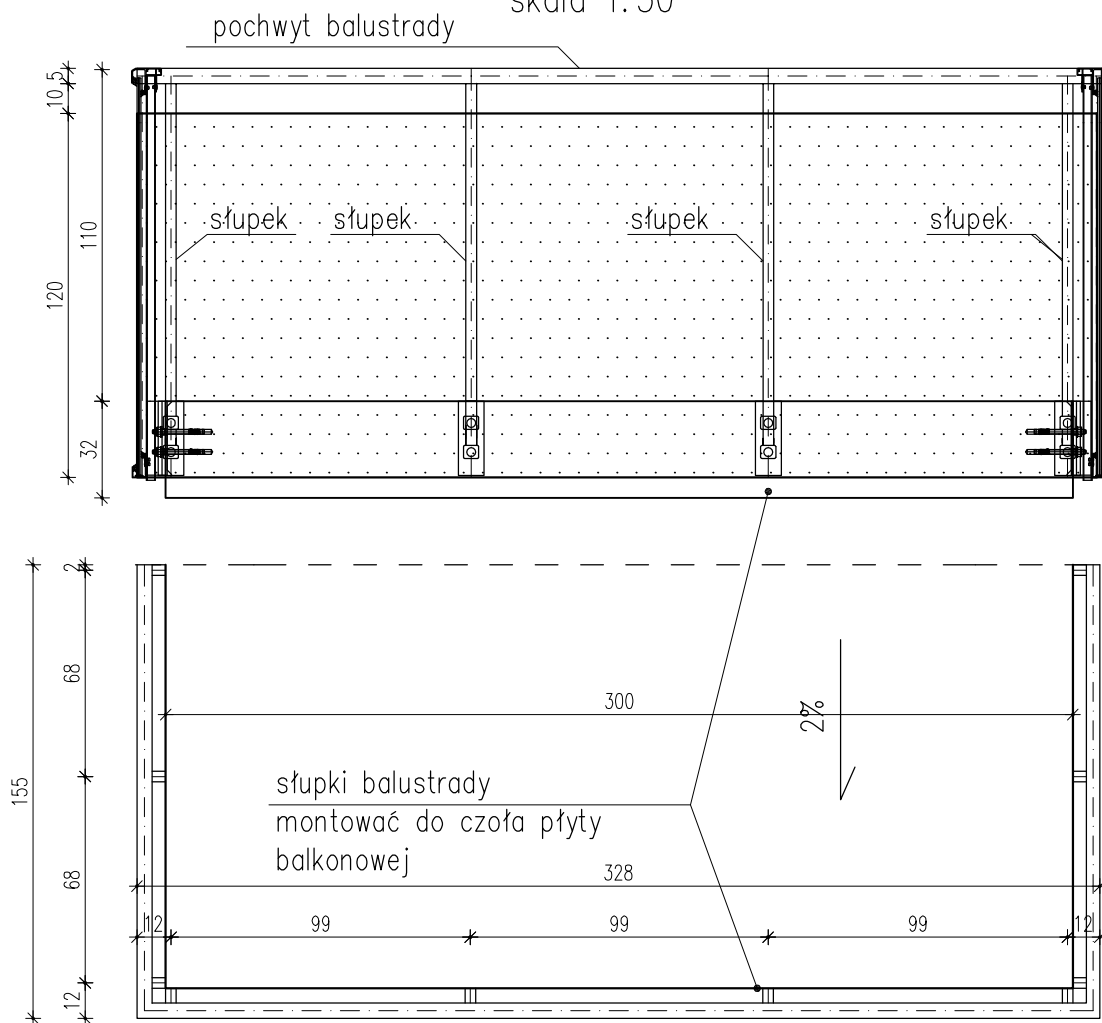 skala 1:50
pochwyt balustrady
5
10
110
120
32
słupek słupek słupek słupek
2
68
155
300
2%
słupki balustrady
montować do czoła płyty
balkonowej
68
328
12 99 99 99 12
12